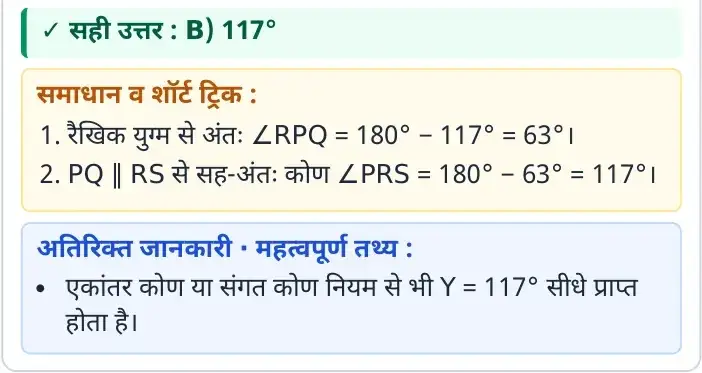 ✓ सही उत्तर : B) 117°
समाधान व शॉर्ट ट्रिक :
1. रैखिक युग्म से अंतः ∠RPQ = 180° − 117° = 63°।
2. PQ ∥ RS से सह-अंतः कोण ∠PRS = 180° − 63° = 117°।
अतिरिक्त जानकारी · महत्वपूर्ण तथ्य :
• एकांतर कोण या संगत कोण नियम से भी Y = 117° सीधे प्राप्त
होता है।